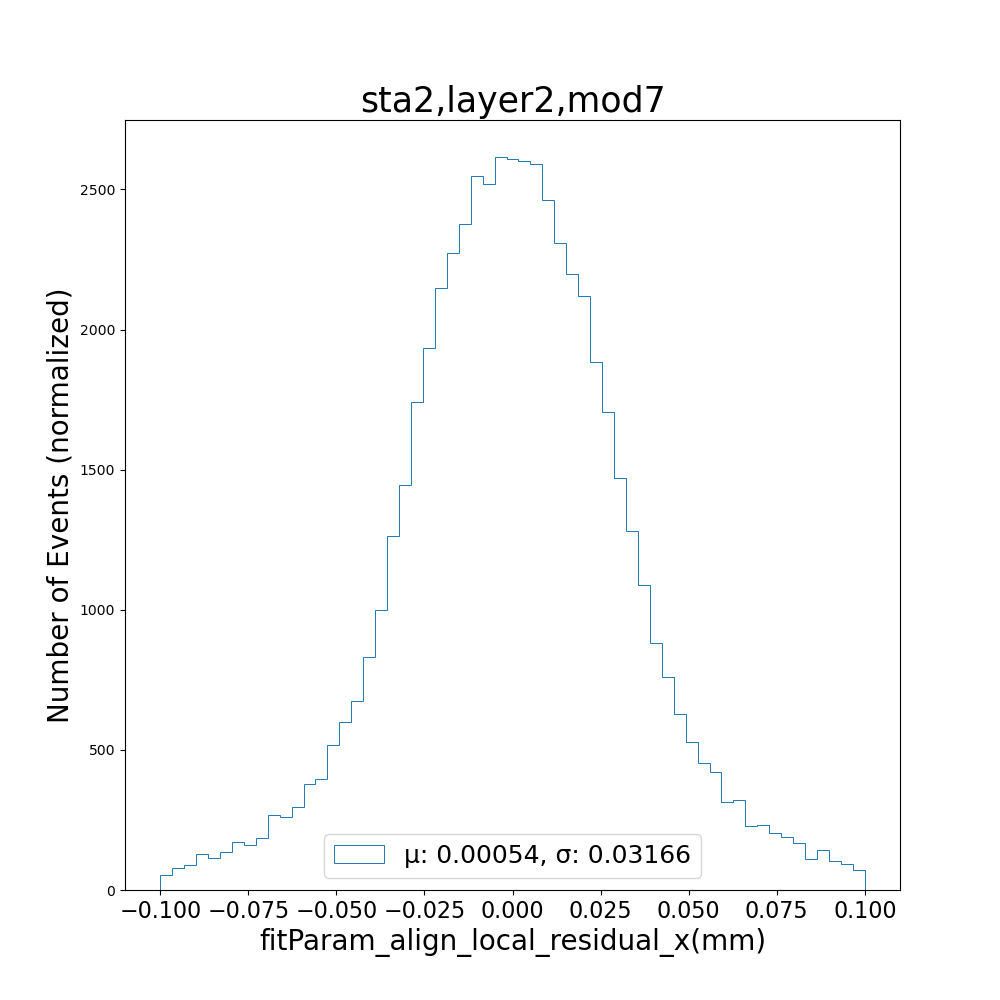 sta2,layer2,mod7
Number of Events (normalized)
2500
2000
1500
1000
500
0
μ: 0.00054, σ: 0.03166
−0.100 −0.075 −0.050 −0.025 0.000 0.025 0.050 0.075 0.100
fitParam_align_local_residual_x(mm)